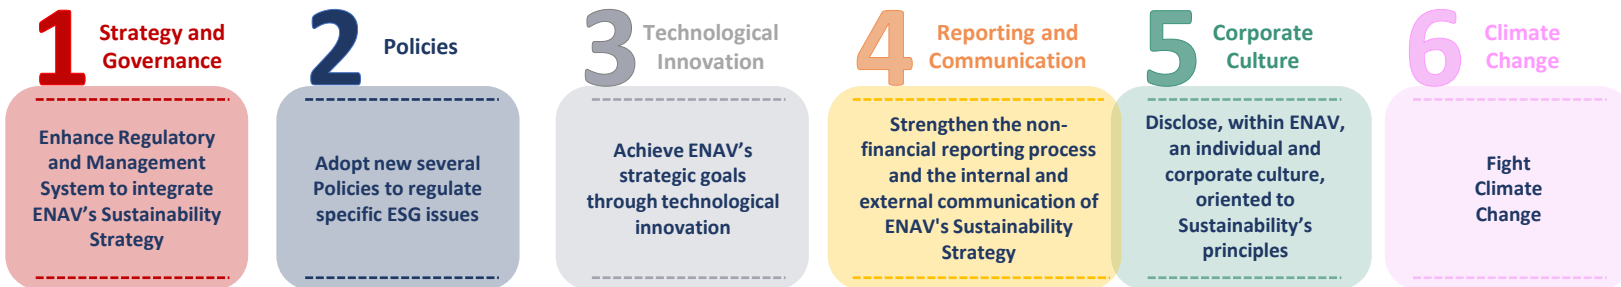 1
Strategy and
Governance
Enhance Regulatory
and Management
System to integrate
ENAV’s Sustainability
Strategy
2
Policies
Adopt new several
Policies to regulate
specific ESG issues
3
Technological
Innovation
Achieve ENAV’s
strategic goals
through technological
innovation
4
Reporting and
Communication
Strengthen the non-
financial reporting process
and the internal and
external communication of
ENAV's Sustainability
Strategy
5
Corporate
Culture
Disclose, within ENAV,
an individual and
corporate culture,
oriented to
Sustainability’s
principles
6
Climate
Change
Fight
Climate
Change